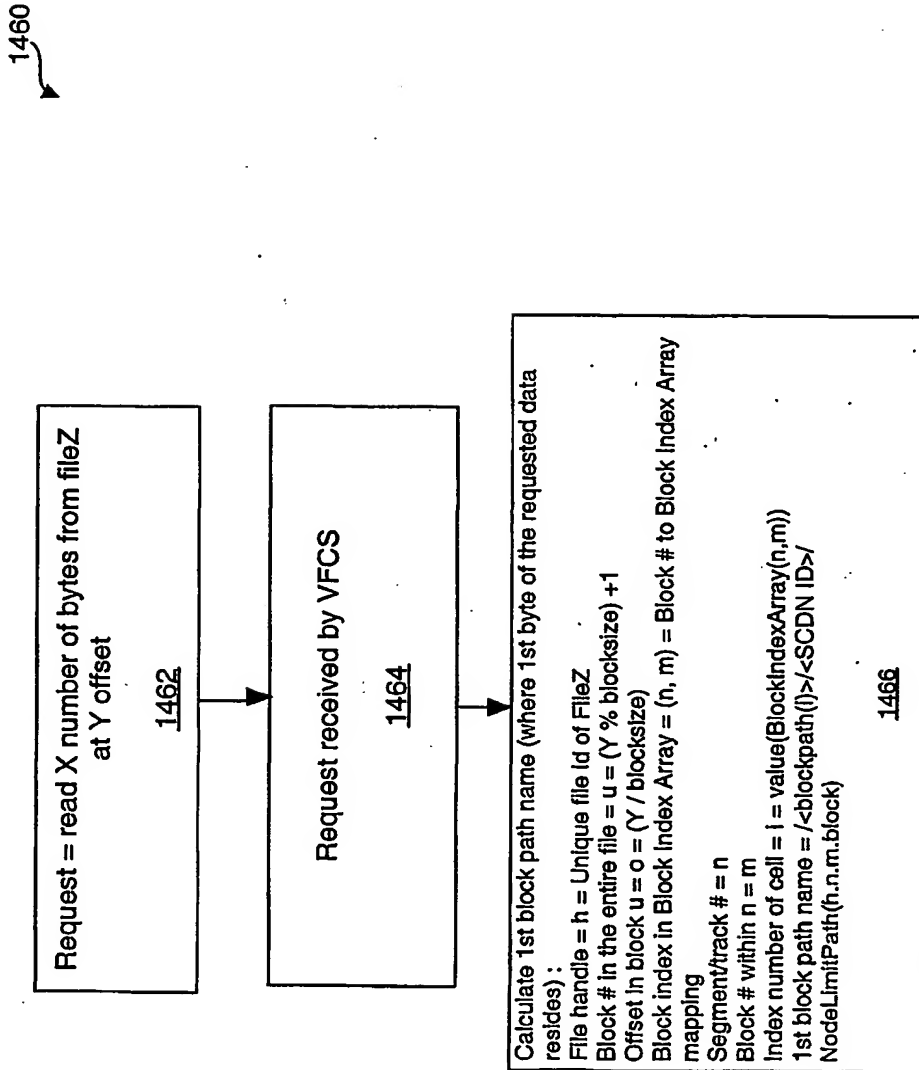 1460
Request = read X number of bytes from fileZ
at Y offset
1462
Request received by VFCS
1464
Calculate 1st block path name (where 1st byte of the requested data
resides) :
File handle = h = Unique file id of FileZ
Block # in the entire file = u = (Y % blocksize) +1
Offset in block u = o = (Y / blocksize)
Block index in Block Index Array = (n, m) = Block # to Block Index Array
mapping
Segment/track # = n
Block # within n = m
Index number of cell = i = value(BlockIndexArray(n,m))
1st block path name = /<blockpath(i)>/<SCDN ID>/
NodeLimitPath(h.n.m.block)
1466